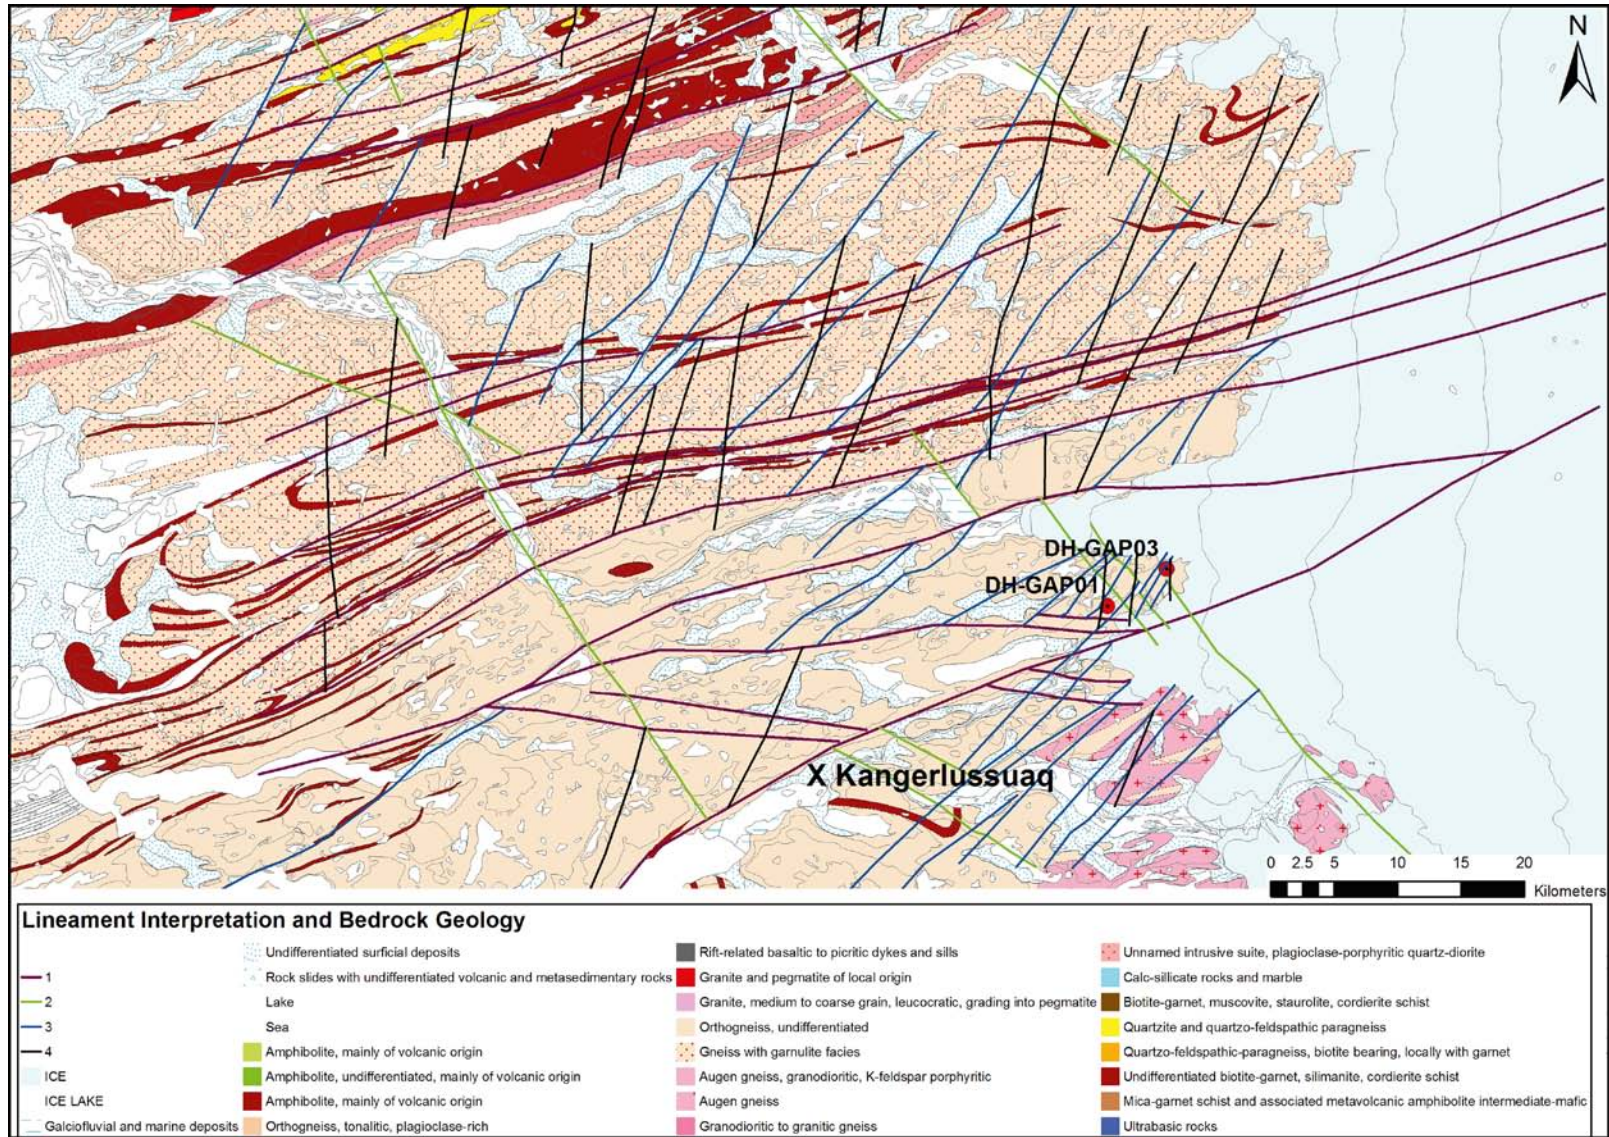 N
DH-GAP03
DH-GAP01
X Kangerlussuaq
0 2.5 5 10 15 20
Kilometers
Lineament Interpretation and Bedrock Geology
1
2
3
4
ICE
ICE LAKE
Galciofluvial and marine deposits
Undifferentiated surficial deposits
Rock slides with undifferentiated volcanic and metasedimentary rocks
Lake
Sea
Amphibolite, mainly of volcanic origin
Amphibolite, undifferentiated, mainly of volcanic origin
Amphibolite, mainly of volcanic origin
Orthogneiss, tonalitic, plagioclase-rich
Rift-related basaltic to picritic dykes and sills
Granite and pegmatite of local origin
Granite, medium to coarse grain, leucocratic, grading into pegmatite
Orthogneiss, undifferentiated
Gneiss with garnulite facies
Augen gneiss, granodioritic, K-feldspar porphyritic
Augen gneiss
Granodioritic to granitic gneiss
Unnamed intrusive suite, plagioclase-porphyritic quartz-diorite
Calc-sillicate rocks and marble
Biotite-garnet, muscovite, staurolite, cordierite schist
Quartzite and quartzo-feldspathic paragneiss
Quartzo-feldspathic-paragneiss, biotite bearing, locally with garnet
Undifferentiated biotite-garnet, silimanite, cordierite schist
Mica-garnet schist and associated metavolcanic amphibolite intermediate-mafic
Ultrabasic rocks